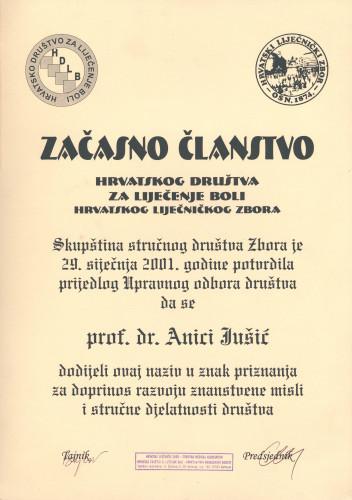 HRVATSKO DRUŠTVO ZA LIJEČENJE BOLI
HDLB
HRVATSKI LIJEČNIČKI ZBOR
OSN. 1874.
ZAČASNO ČLANSTVO
HRVATSKOG DRUŠTVA
ZA LIJEČENJE BOLI
HRVATSKOG LIJEČNIČKOG ZBORA
Skupština stručnog društva Zbora je
29. siječnja 2001. godine potvrdila
prijedlog Upravnog odbora društva
da se
prof. dr. Anici Jušić
dodijeli ovaj naziv u znak priznanja
za doprinos razvoju znanstvene misli
i stručne djelatnosti društva
Tajnik
Predsjednik